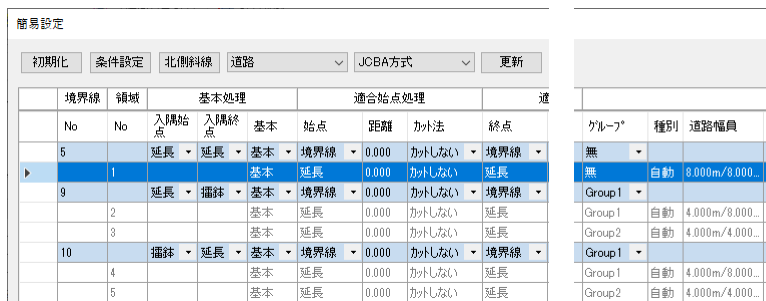 簡易設定
初期化 条件設定 北側斜線 道路 JCBA方式 更新
境界線 領域 基本処理 適合始点処理 適
No No 入隅始点 入隅終点 基本 始点 距離 カット法 終点 グループ 種別 道路幅員
5 延長 延長 基本 境界線 0.000 カットしない 境界線 無
1 基本 延長 0.000 カットしない 延長 無 自動 8.000m/8.000...
9 延長 擂鉢 基本 境界線 0.000 カットしない 境界線 Group1
2 基本 延長 0.000 カットしない 延長 Group1 自動 4.000m/8.000...
3 基本 延長 0.000 カットしない 延長 Group2 自動 4.000m/4.000...
10 擂鉢 延長 基本 境界線 0.000 カットしない 境界線 Group1
4 基本 延長 0.000 カットしない 延長 Group1 自動 4.000m/8.000...
5 基本 延長 0.000 カットしない 延長 Group2 自動 4.000m/4.000...